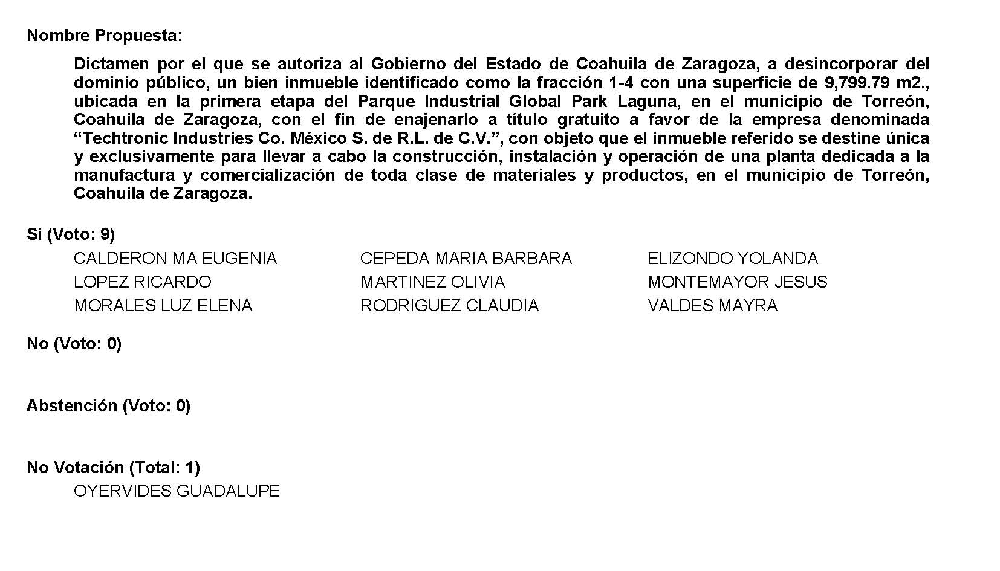 Nombre Propuesta:
Dictamen por el que se autoriza al Gobierno del Estado de Coahuila de Zaragoza, a desincorporar del
dominio público, un bien inmueble identificado como la fracción 1-4 con una superficie de 9,799.79 m2.,
ubicada en la primera etapa del Parque Industrial Global Park Laguna, en el municipio de Torreón,
Coahuila de Zaragoza, con el fin de enajenarlo a título gratuito a favor de la empresa denominada
“Techtronic Industries Co. México S. de R.L. de C.V.”, con objeto que el inmueble referido se destine única
y exclusivamente para llevar a cabo la construcción, instalación y operación de una planta dedicada a la
manufactura y comercialización de toda clase de materiales y productos, en el municipio de Torreón,
Coahuila de Zaragoza.
Sí (Voto: 9)
CALDERON MA EUGENIA CEPEDA MARIA BARBARA ELIZONDO YOLANDA
LOPEZ RICARDO MARTINEZ OLIVIA MONTEMAYOR JESUS
MORALES LUZ ELENA RODRIGUEZ CLAUDIA VALDES MAYRA
No (Voto: 0)
Abstención (Voto: 0)
No Votación (Total: 1)
OYERVIDES GUADALUPE